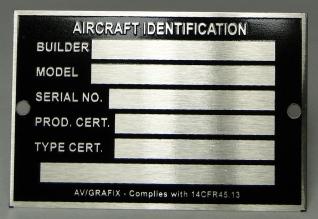 AIRCRAFT IDENTIFICATION
BUILDER
MODEL
SERIAL NO.
PROD. CERT.
TYPE CERT.
AV/GRAFIX - Complies with 14CFR45.13